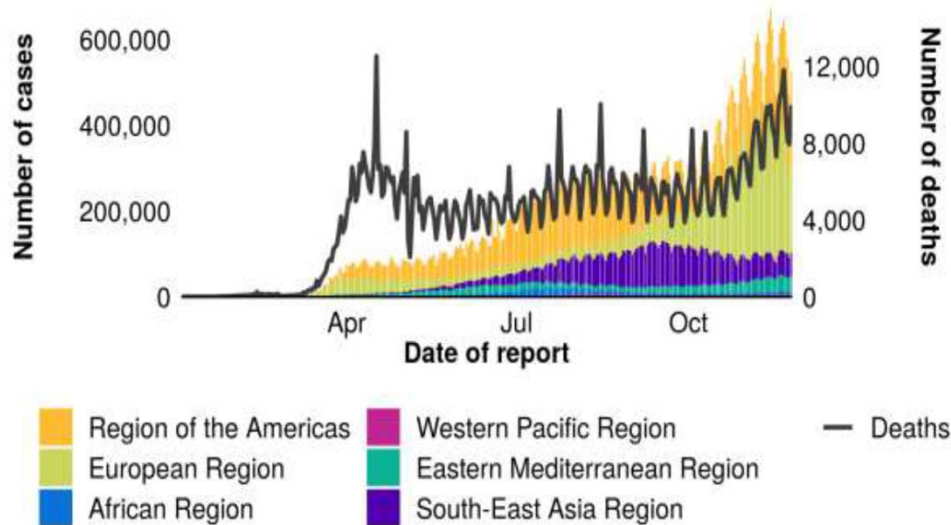 Number of cases
600,000
400,000
200,000
0
Number of deaths
12,000
8,000
4,000
0
Apr Jul Oct
Date of report
Region of the Americas
European Region
African Region
Western Pacific Region
Eastern Mediterranean Region
South-East Asia Region
Deaths